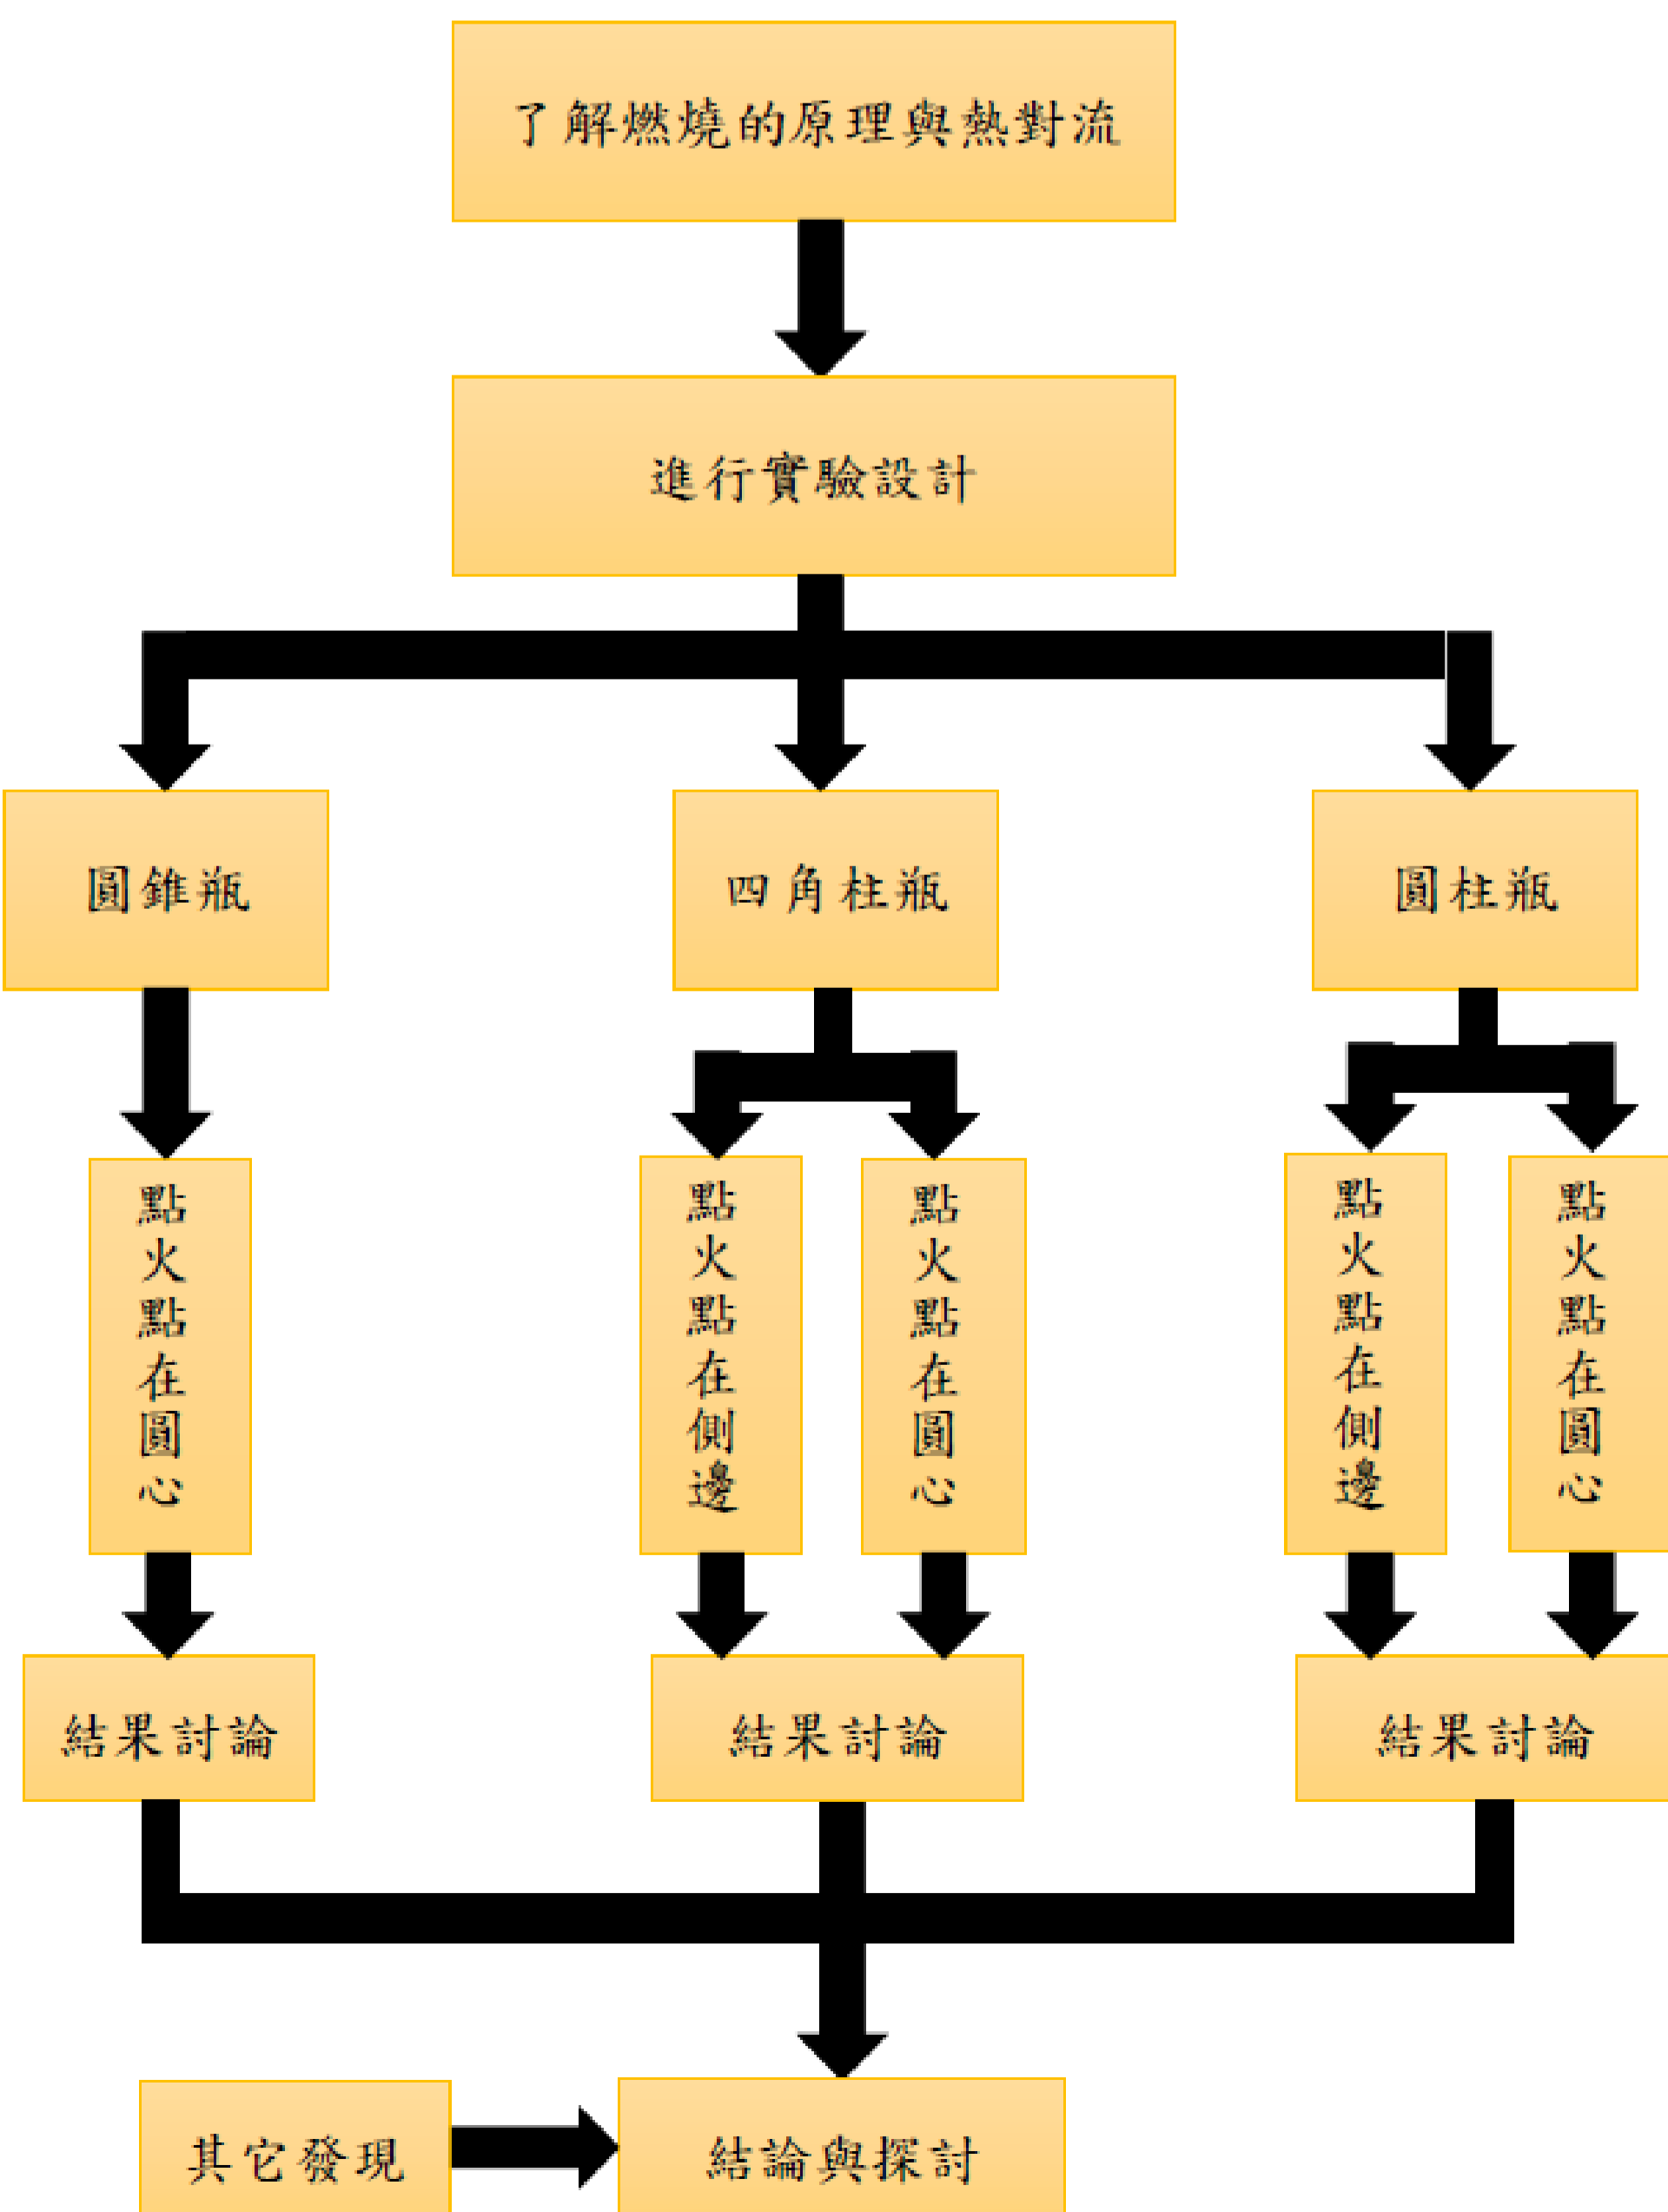 了解燃燒的原理與熱對流
進行實驗設計
圓錐瓶
四角柱瓶
圓柱瓶
點火點在圓心
點火點在側邊
點火點在圓心
點火點在側邊
點火點在圓心
結果討論
結果討論
結果討論
其它發現
結論與探討